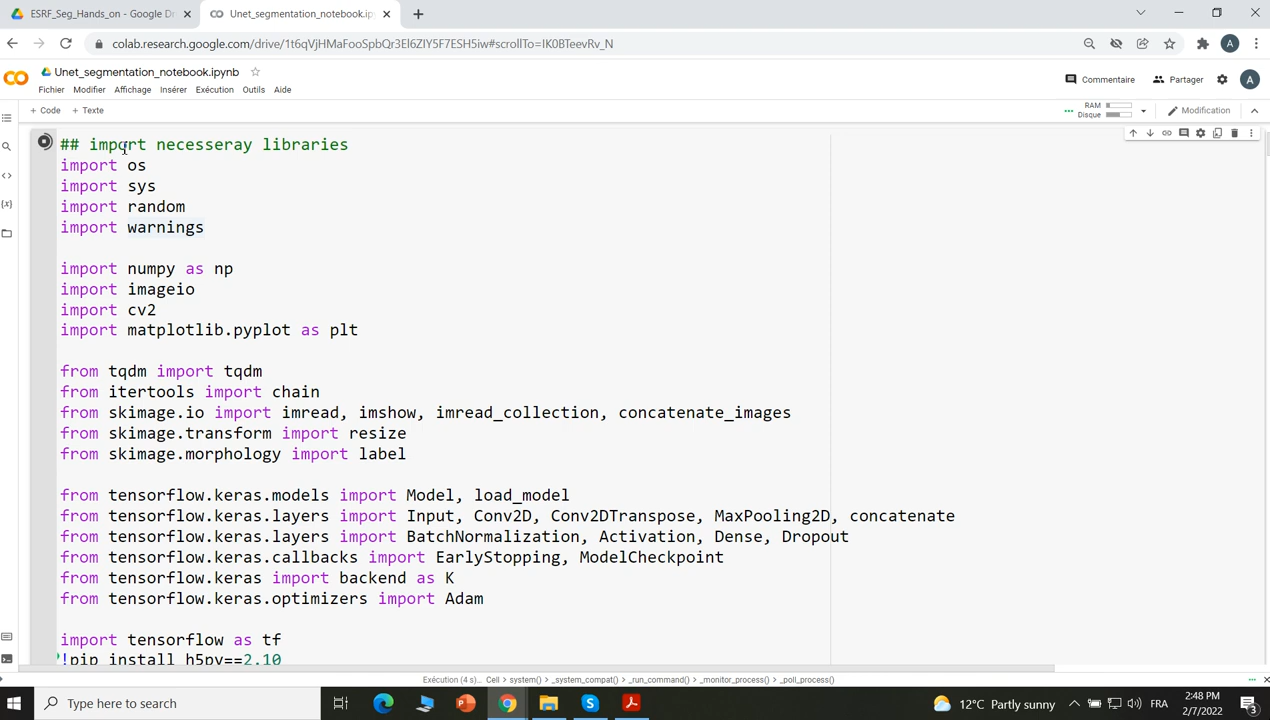 ESRF_Seg_Hands_on - Google Dr
Unet_segmentation_notebook.ipyn
colab.research.google.com/drive/1t6qVjHMaFooSpbQr3El6ZIY5F7ESH5iw#scrollTo=IK0BTeevRv_N
A
Unet_segmentation_notebook.ipynb
Fichier Modifier Affichage Insérer Exécution Outils Aide
Commentaire Partager A
+ Code + Texte
RAM
Disque
Modification
## import necesseray libraries
import os
import sys
import random
import warnings
import numpy as np
import imageio
import cv2
import matplotlib.pyplot as plt
from tqdm import tqdm
from itertools import chain
from skimage.io import imread, imshow, imread_collection, concatenate_images
from skimage.transform import resize
from skimage.morphology import label
from tensorflow.keras.models import Model, load_model
from tensorflow.keras.layers import Input, Conv2D, Conv2DTranspose, MaxPooling2D, concatenate
from tensorflow.keras.layers import BatchNormalization, Activation, Dense, Dropout
from tensorflow.keras.callbacks import EarlyStopping, ModelCheckpoint
from tensorflow.keras import backend as K
from tensorflow.keras.optimizers import Adam
import tensorflow as tf
!pip install h5py==2.10
Exécution (4 s) Cell > system() > _system_compat() > _run_command() > _monitor_process() > _poll_process()
Type here to search
12°C Partly sunny
FRA
2:48 PM
2/7/2022
3